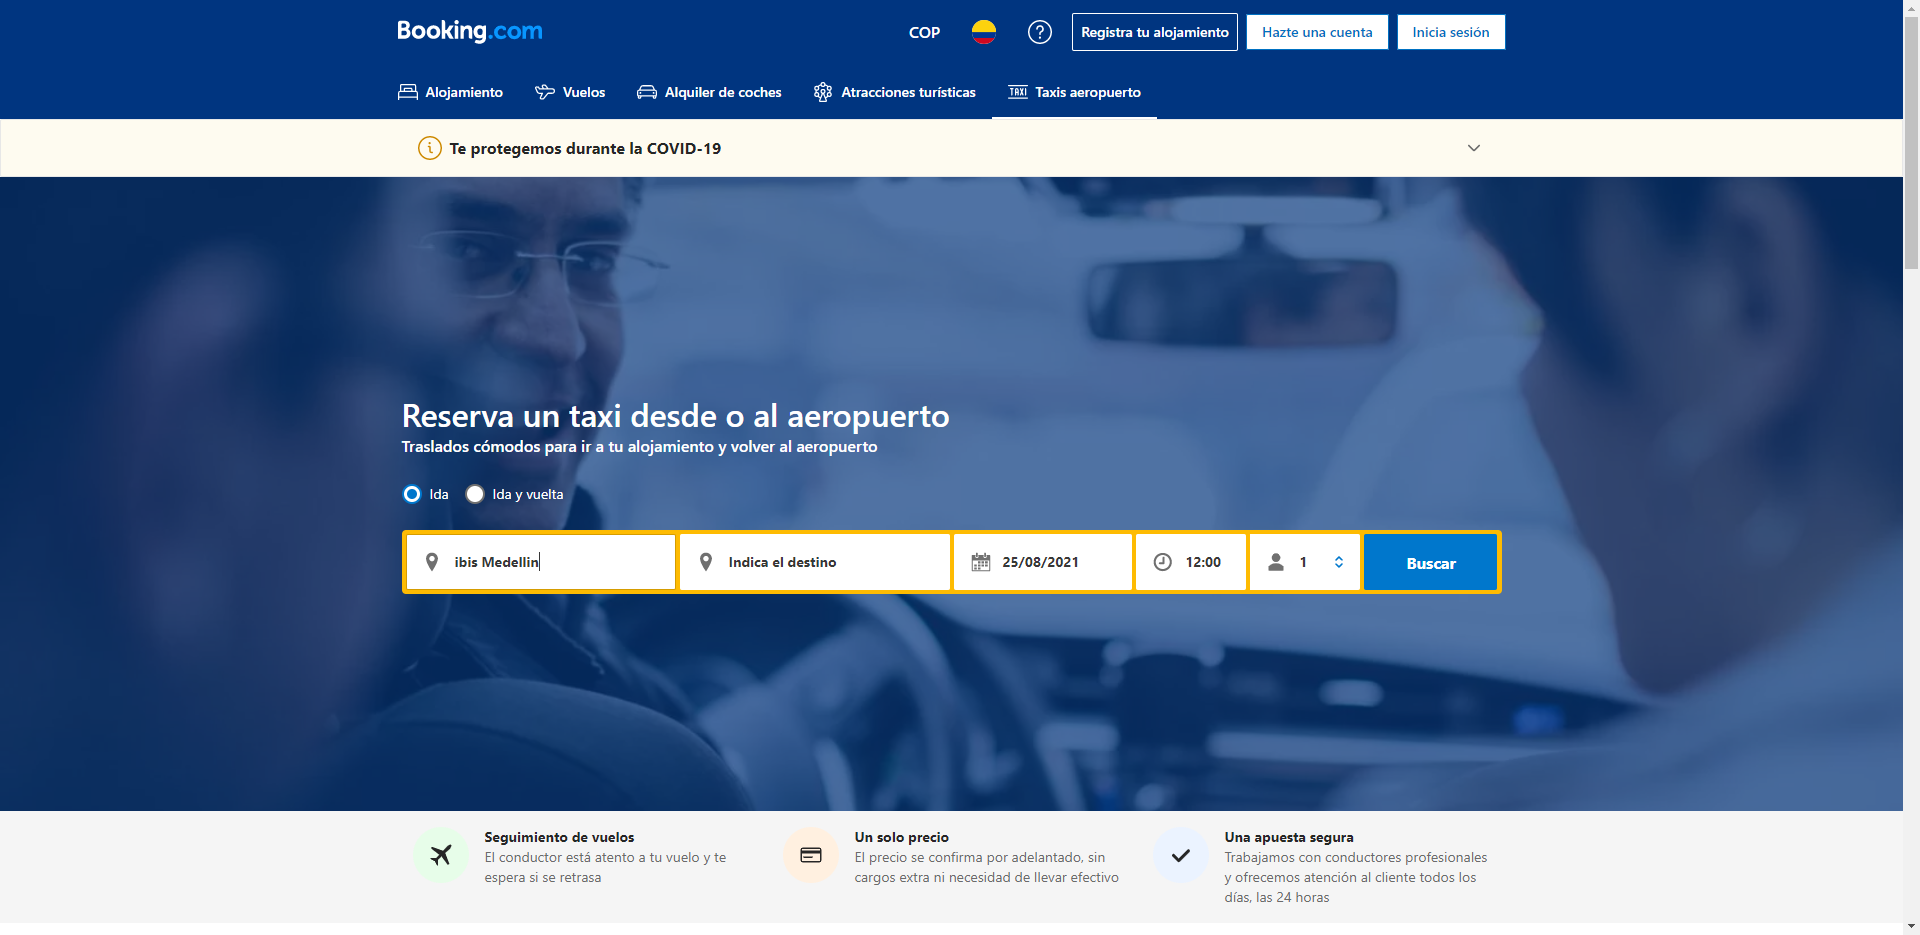 Booking.com
COP
Registra tu alojamiento
Hazte una cuenta
Inicia sesión
Alojamiento
Vuelos
Alquiler de coches
Atracciones turísticas
TAXI
Taxis aeropuerto
Te protegemos durante la COVID-19
Reserva un taxi desde o al aeropuerto
Traslados cómodos para ir a tu alojamiento y volver al aeropuerto
Ida
Ida y vuelta
ibis Medellin
Indica el destino
25/08/2021
12:00
1
Buscar
Seguimiento de vuelos
El conductor está atento a tu vuelo y te
espera si se retrasa
Un solo precio
El precio se confirma por adelantado, sin
cargos extra ni necesidad de llevar efectivo
Una apuesta segura
Trabajamos con conductores profesionales
y ofrecemos atención al cliente todos los
días, las 24 horas